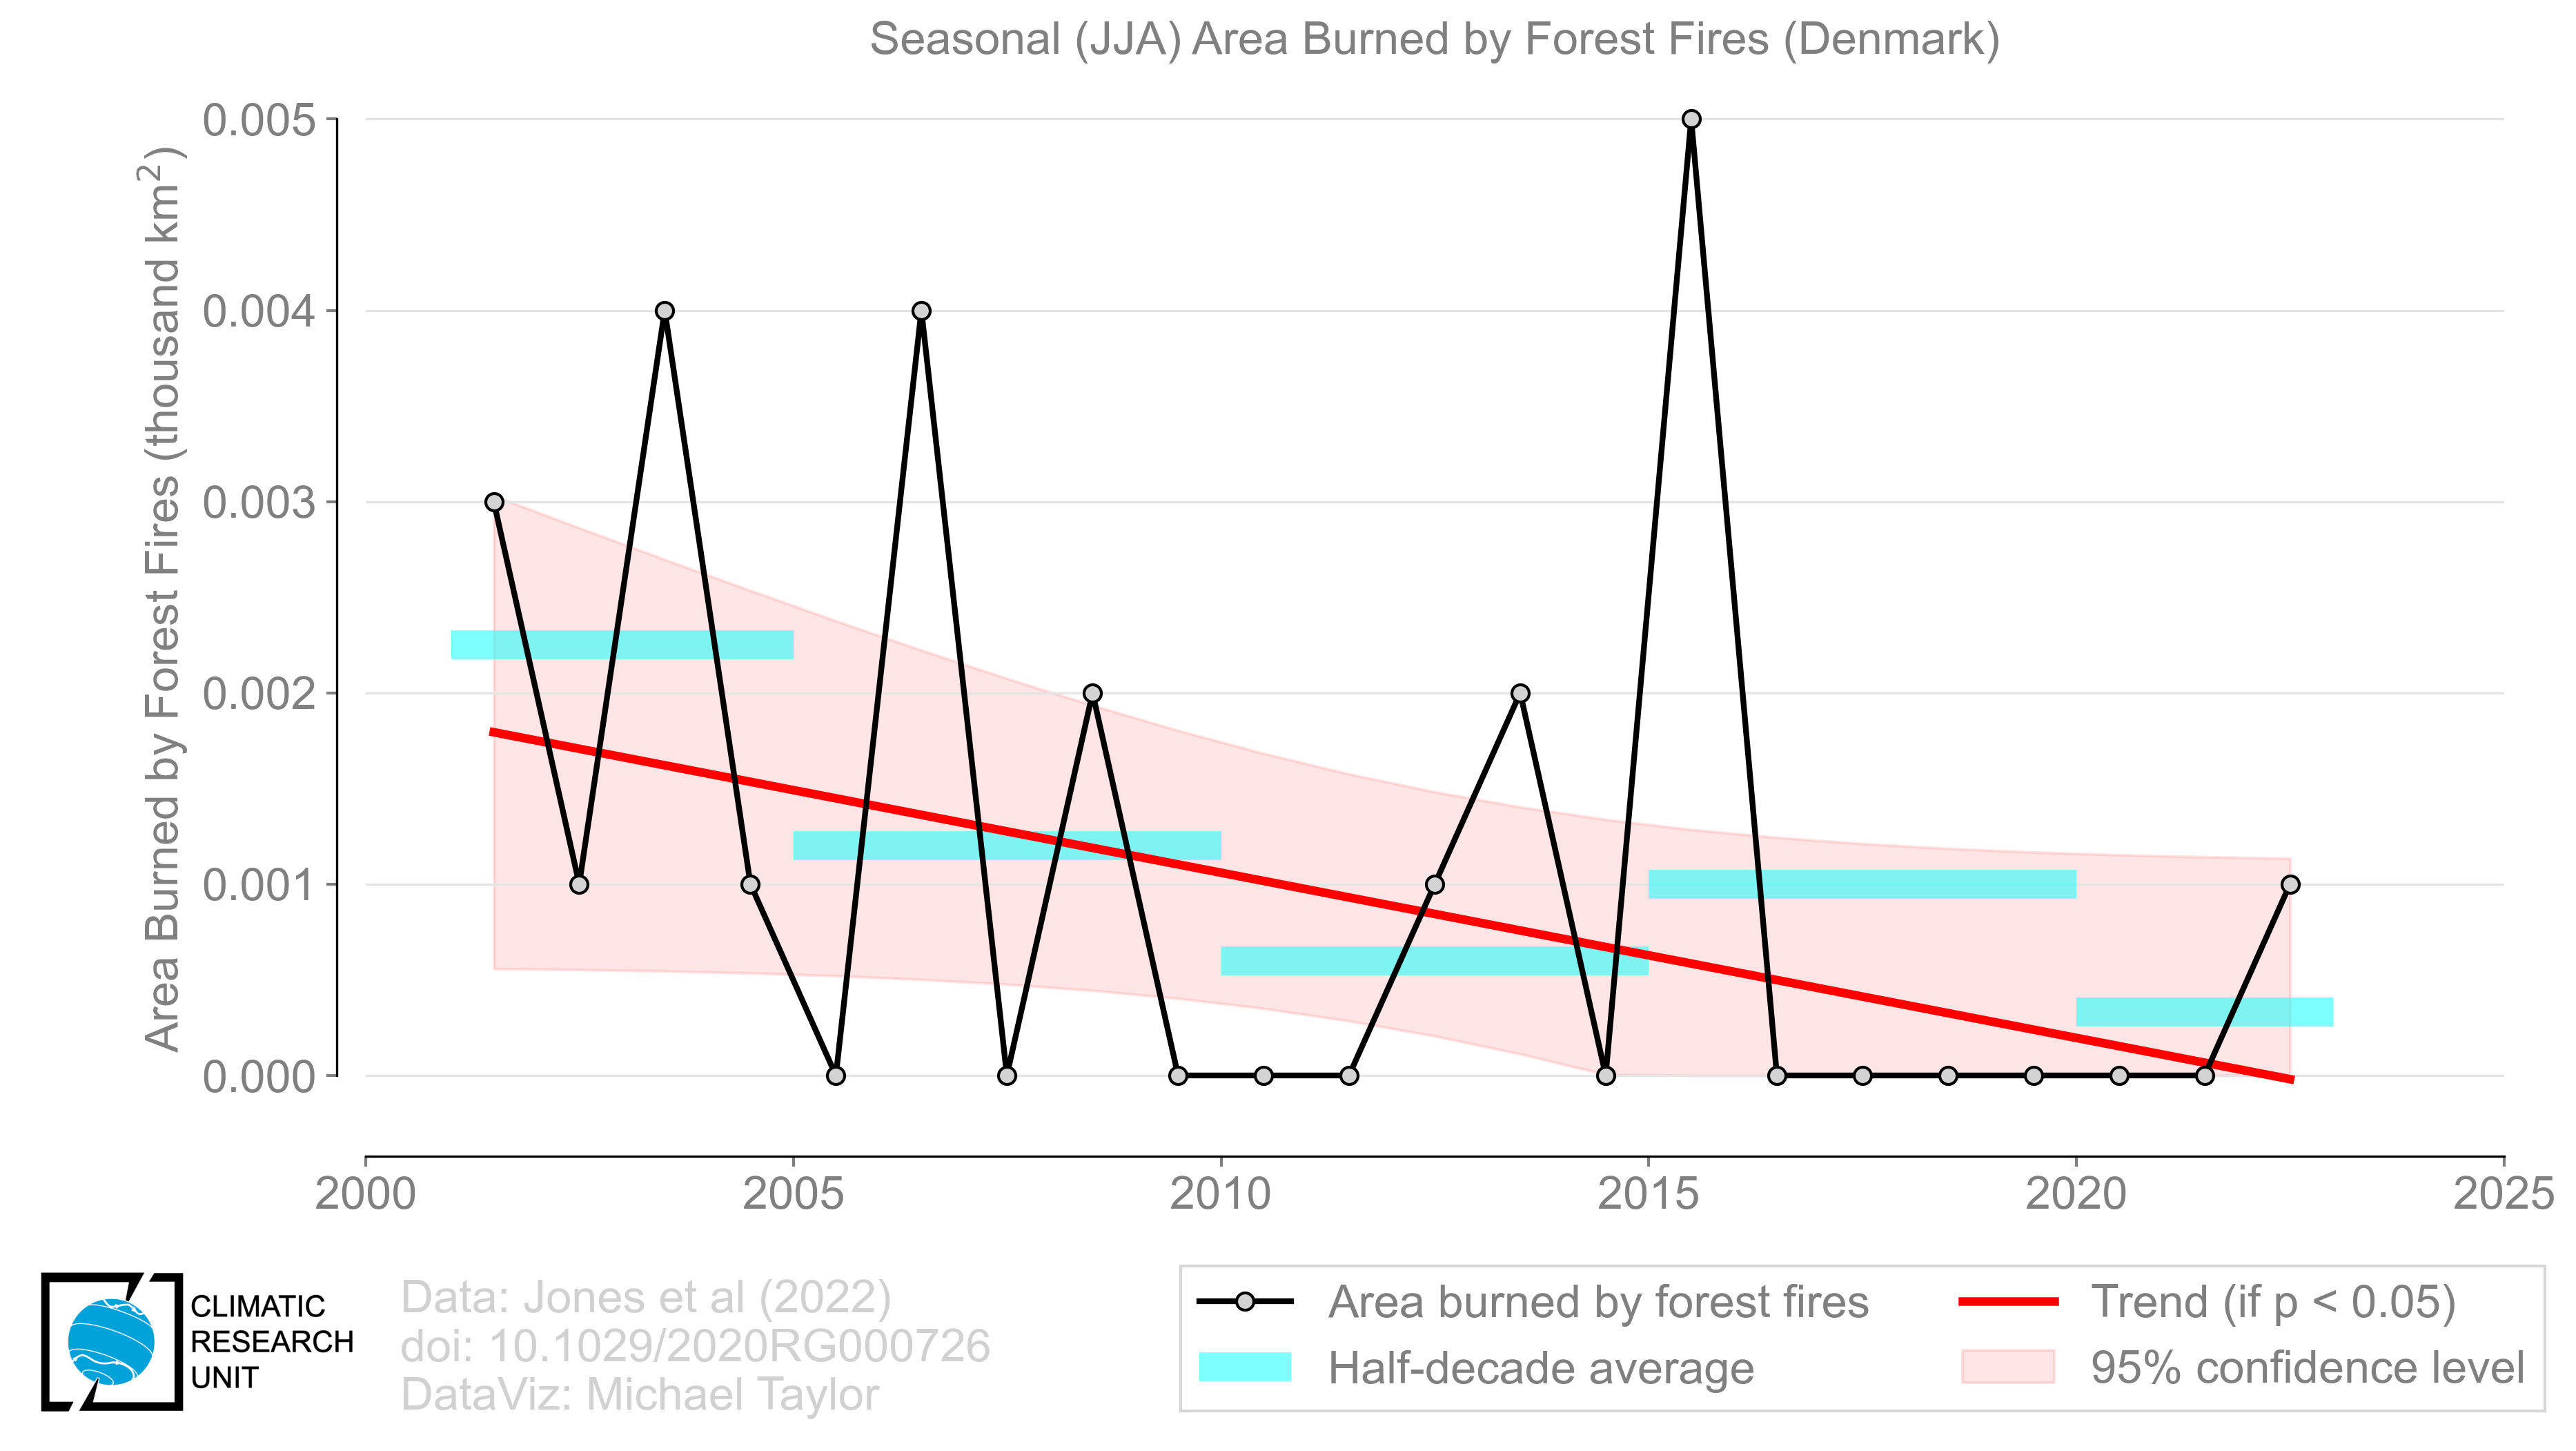 Seasonal (JJA) Area Burned by Forest Fires (Denmark)
Area Burned by Forest Fires (thousand km²)
0.005
0.004
0.003
0.002
0.001
0.000
2000 2005 2010 2015 2020 2025
CLIMATIC
RESEARCH
UNIT
Data: Jones et al (2022)
doi: 10.1029/2020RG000726
DataViz: Michael Taylor
Area burned by forest fires
Half-decade average
Trend (if p < 0.05)
95% confidence level